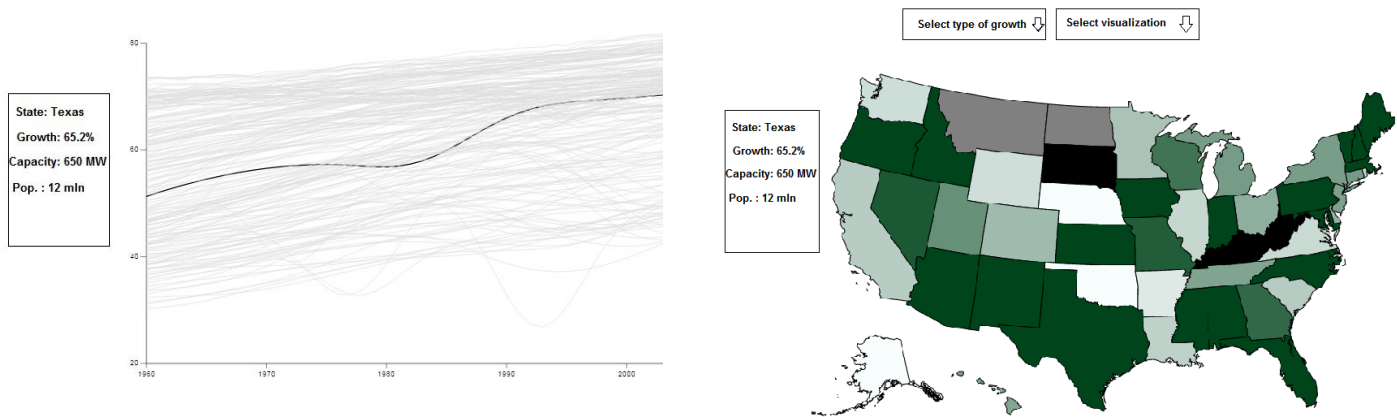 Select type of growth
Select visualization
80
60
40
20
1960
1970
1980
1990
2000
State: Texas
Growth: 65.2%
Capacity: 650 MW
Pop. : 12 mln
State: Texas
Growth: 65.2%
Capacity: 650 MW
Pop. : 12 mln